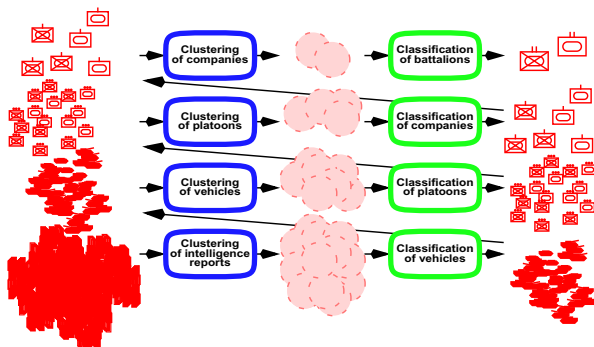 Clustering
of companies
Classification
of battalions
Clustering
of platoons
Classification
of companies
Clustering
of vehicles
Classification
of platoons
Clustering
of intelligence
reports
Classification
of vehicles